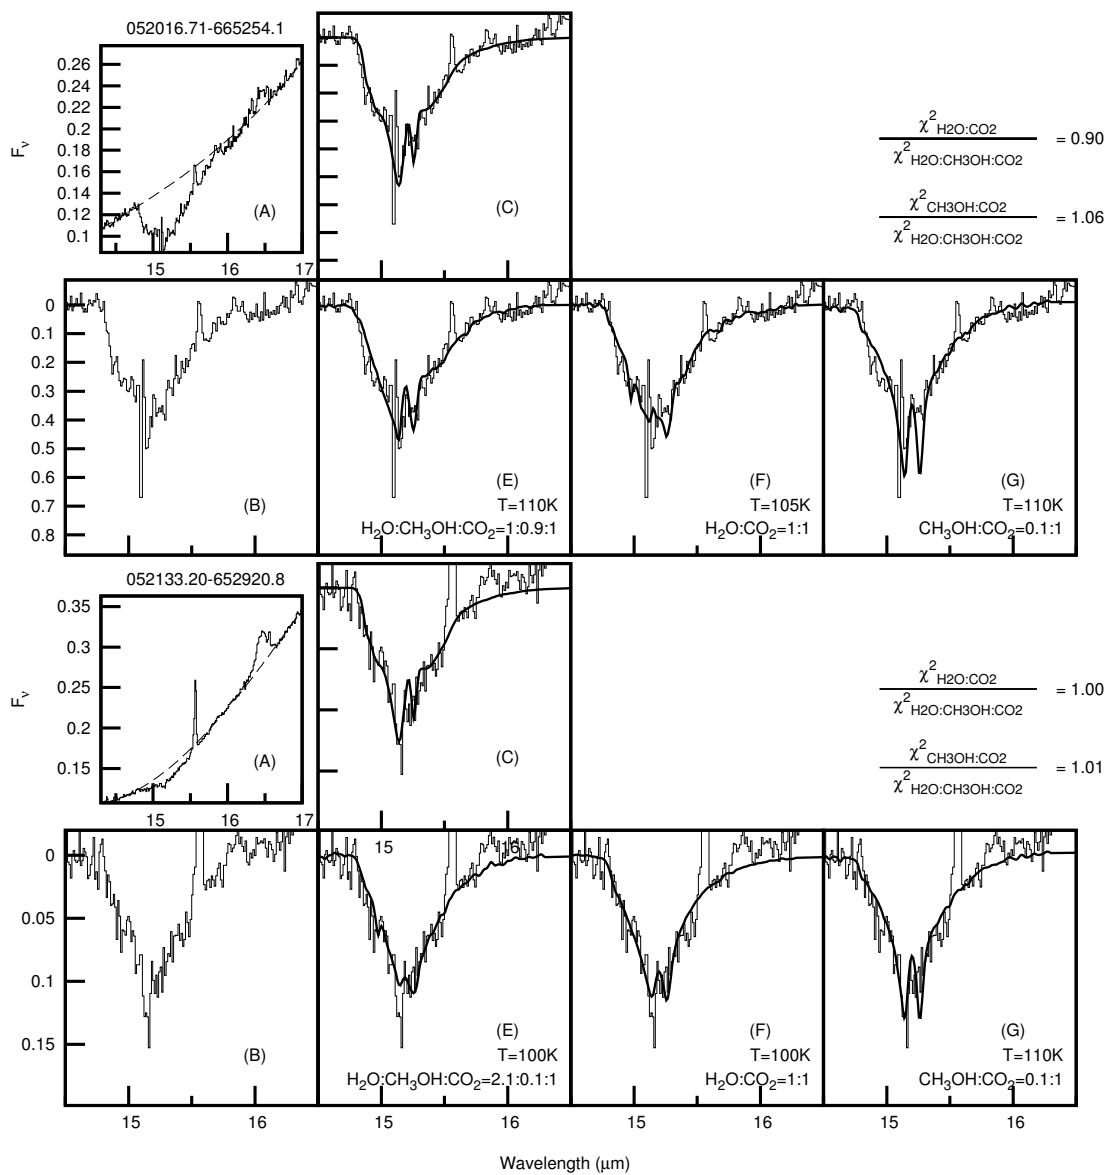 052016.71-665254.1
0.26
0.24
0.22
0.2
0.18
0.16
0.14
0.12
0.1
Fν
(A)
15 16 17
(C)
χ²H2O:CO2
χ²H2O:CH3OH:CO2
= 0.90
χ²CH3OH:CO2
χ²H2O:CH3OH:CO2
= 1.06
0
0.1
0.2
0.3
0.4
0.5
0.6
0.7
0.8
(B)
(E)
T=110K
H₂O:CH₃OH:CO₂=1:0.9:1
(F)
T=105K
H₂O:CO₂=1:1
(G)
T=110K
CH₃OH:CO₂=0.1:1
052133.20-652920.8
0.35
0.3
0.25
0.2
0.15
Fν
(A)
15 16 17
(C)
χ²H2O:CO2
χ²H2O:CH3OH:CO2
= 1.00
χ²CH3OH:CO2
χ²H2O:CH3OH:CO2
= 1.01
15 16
0
0.05
0.1
0.15
(B)
(E)
T=100K
H₂O:CH₃OH:CO₂=2.1:0.1:1
(F)
T=100K
H₂O:CO₂=1:1
(G)
T=110K
CH₃OH:CO₂=0.1:1
15 16 15 16 15 16 15 16
Wavelength (μm)